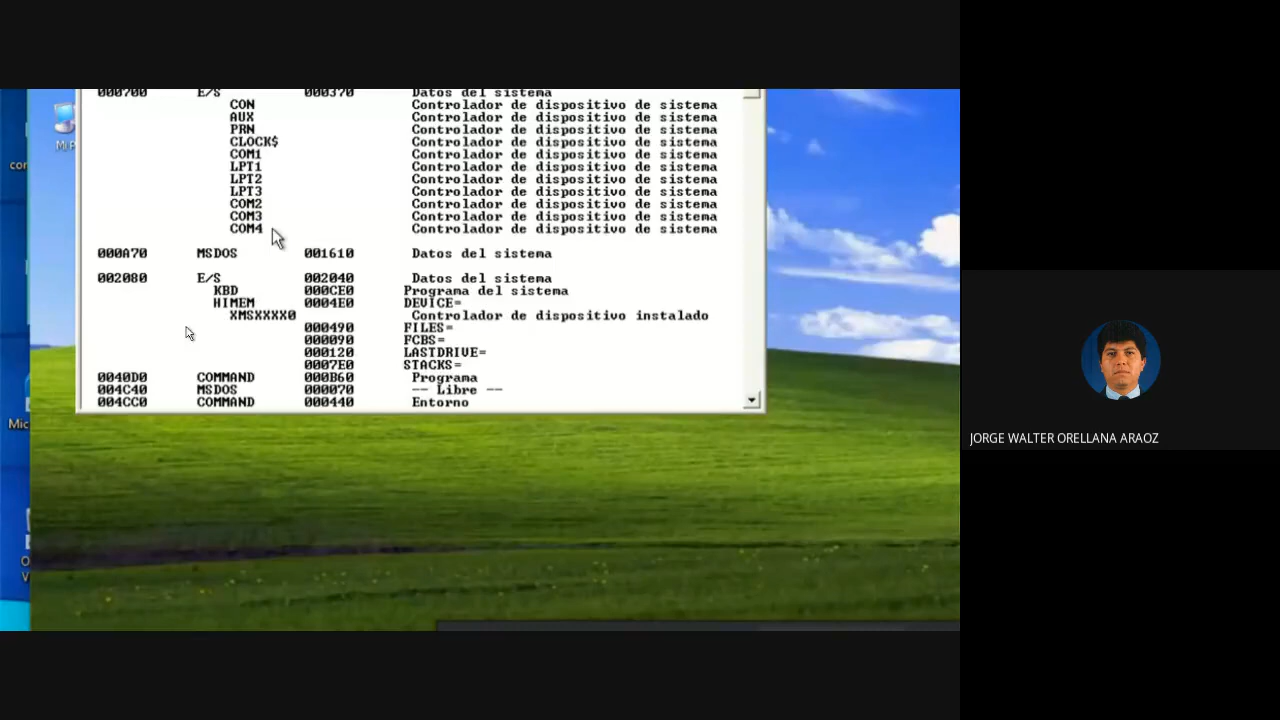 000700 E/S 000370 Datos del sistema
CON Controlador de dispositivo de sistema
AUX Controlador de dispositivo de sistema
PRN Controlador de dispositivo de sistema
CLOCK$ Controlador de dispositivo de sistema
COM1 Controlador de dispositivo de sistema
LPT1 Controlador de dispositivo de sistema
LPT2 Controlador de dispositivo de sistema
LPT3 Controlador de dispositivo de sistema
COM2 Controlador de dispositivo de sistema
COM3 Controlador de dispositivo de sistema
COM4 Controlador de dispositivo de sistema
000A70 MSDOS 001610 Datos del sistema
002080 E/S 002040 Datos del sistema
KBD 000CE0 Programa del sistema
HIMEM 0004E0 DEVICE=
XMSXXXX0 Controlador de dispositivo instalado
000490 FILES=
000090 FCBS=
000120 LASTDRIVE=
0007E0 STACKS=
0040D0 COMMAND 000B60 Programa
004C40 MSDOS 000070 -- Libre --
004CC0 COMMAND 000440 Entorno
Mi P
cor
Mic
O
V
JORGE WALTER ORELLANA ARAOZ